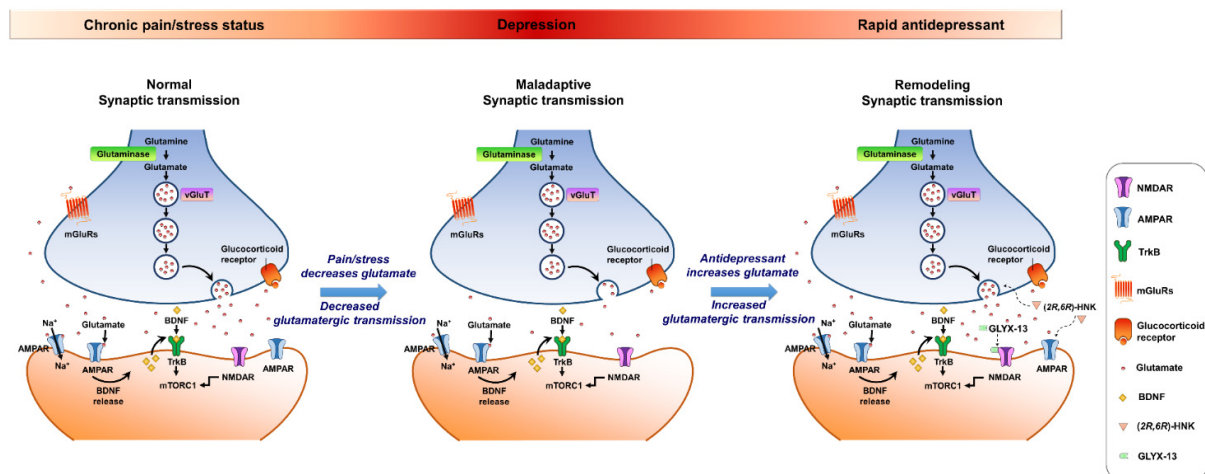 Chronic pain/stress status
Depression
Rapid antidepressant
Normal
Synaptic transmission
Glutamine
Glutaminase
Glutamate
vGluT
mGluRs
Glucocorticoid
receptor
BDNF
Na⁺
Glutamate
AMPAR
Na⁺
AMPAR
TrkB
NMDAR
AMPAR
BDNF
release
mTORC1
Pain/stress
decreases glutamate
Decreased
glutamatergic transmission
Maladaptive
Synaptic transmission
Glutamine
Glutaminase
Glutamate
vGluT
mGluRs
Glucocorticoid
receptor
BDNF
Na⁺
Glutamate
AMPAR
Na⁺
AMPAR
TrkB
NMDAR
BDNF
release
mTORC1
Antidepressant
increases glutamate
Increased
glutamatergic transmission
Remodeling
Synaptic transmission
Glutamine
Glutaminase
Glutamate
vGluT
mGluRs
Glucocorticoid
receptor
(2R,6R)-HNK
BDNF
GLYX-13
Na⁺
Glutamate
AMPAR
Na⁺
AMPAR
TrkB
NMDAR
AMPAR
BDNF
release
mTORC1
NMDAR
AMPAR
TrkB
mGluRs
Glucocorticoid
receptor
Glutamate
BDNF
(2R,6R)-HNK
GLYX-13